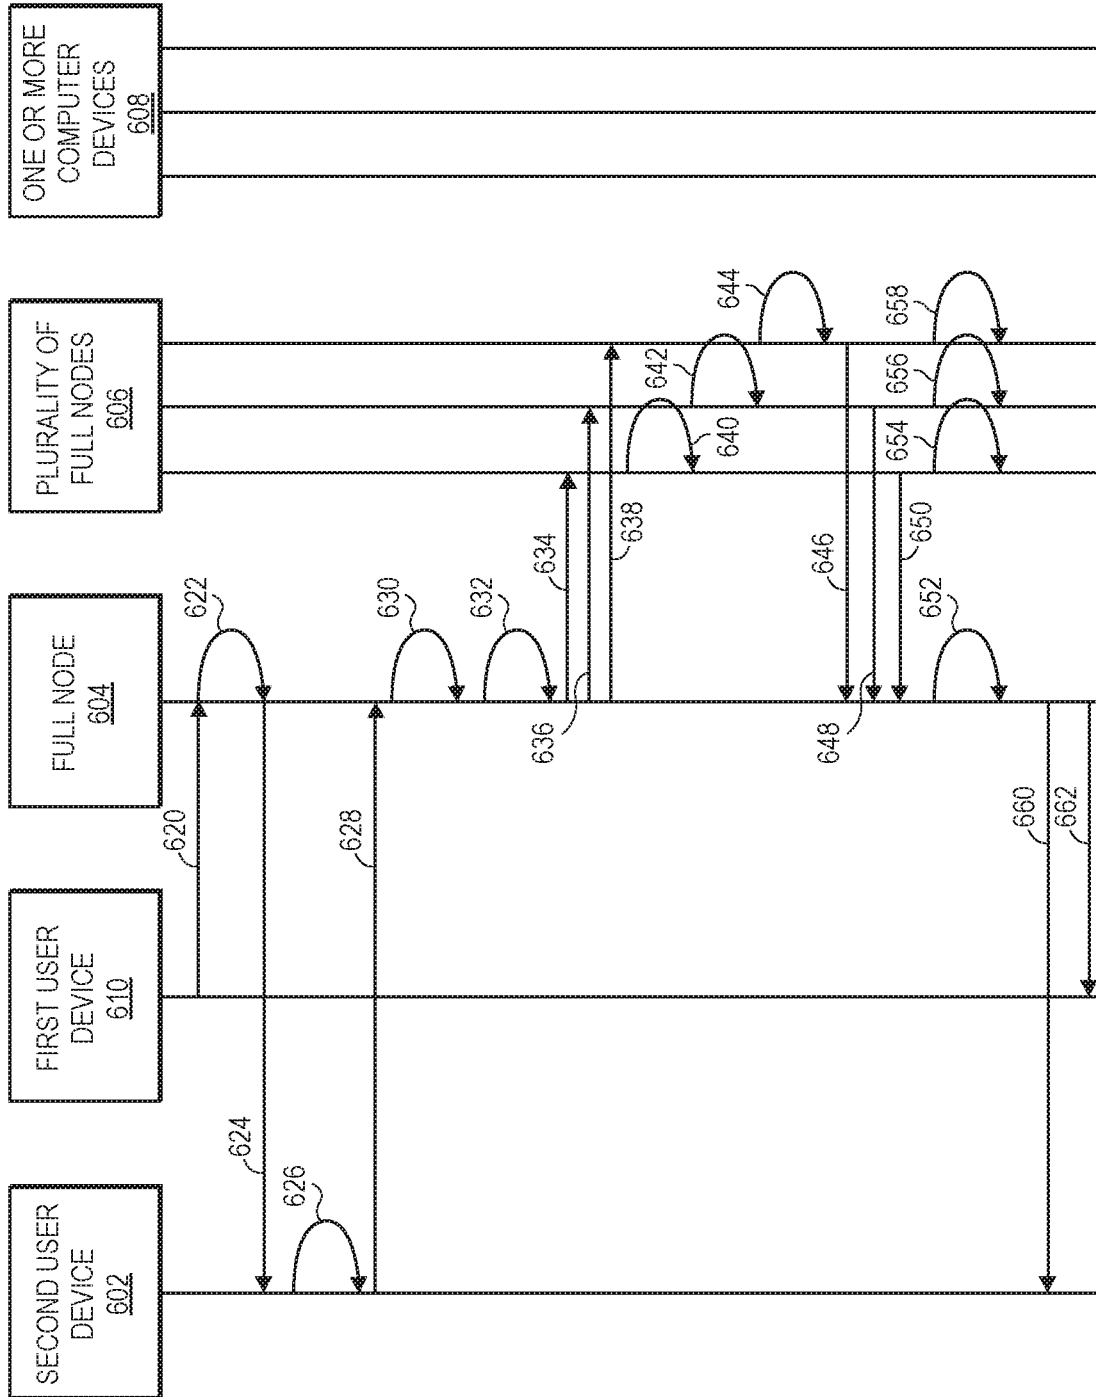 SECOND USER
DEVICE
602
FIRST USER
DEVICE
610
FULL NODE
604
PLURALITY OF
FULL NODES
606
ONE OR MORE
COMPUTER
DEVICES
608
620
622
624
626
628
630
632
634
636
638
640
642
644
646
648
650
652
654
656
658
660
662